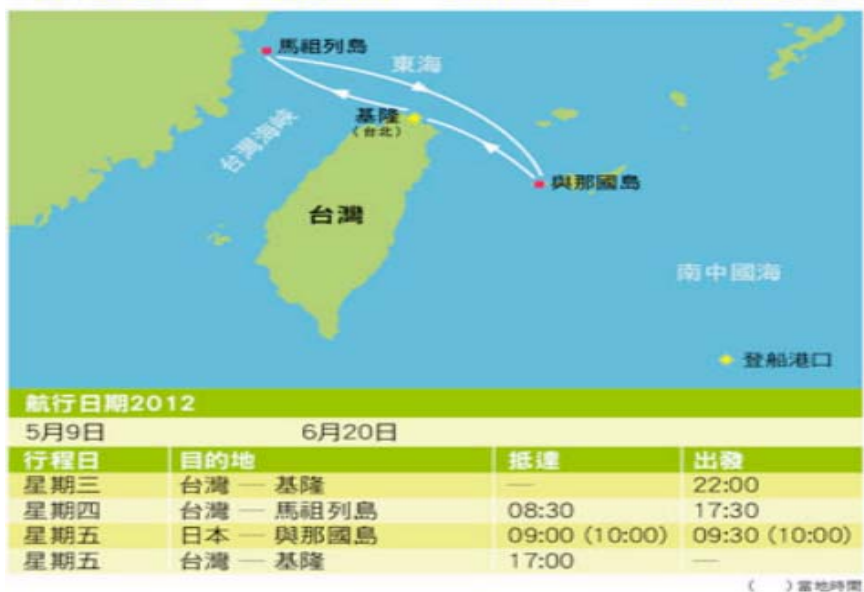 馬祖列島
東海
基隆
(台北)
台灣海峽
與那國島
台灣
南中國海
登船港口
航行日期2012
5月9日 6月20日
行程日 目的地 抵達 出發
星期三 台灣 — 基隆 — 22:00
星期四 台灣 — 馬祖列島 08:30 17:30
星期五 日本 — 與那國島 09:00 (10:00) 09:30 (10:00)
星期五 台灣 — 基隆 17:00 —
( )當地時間